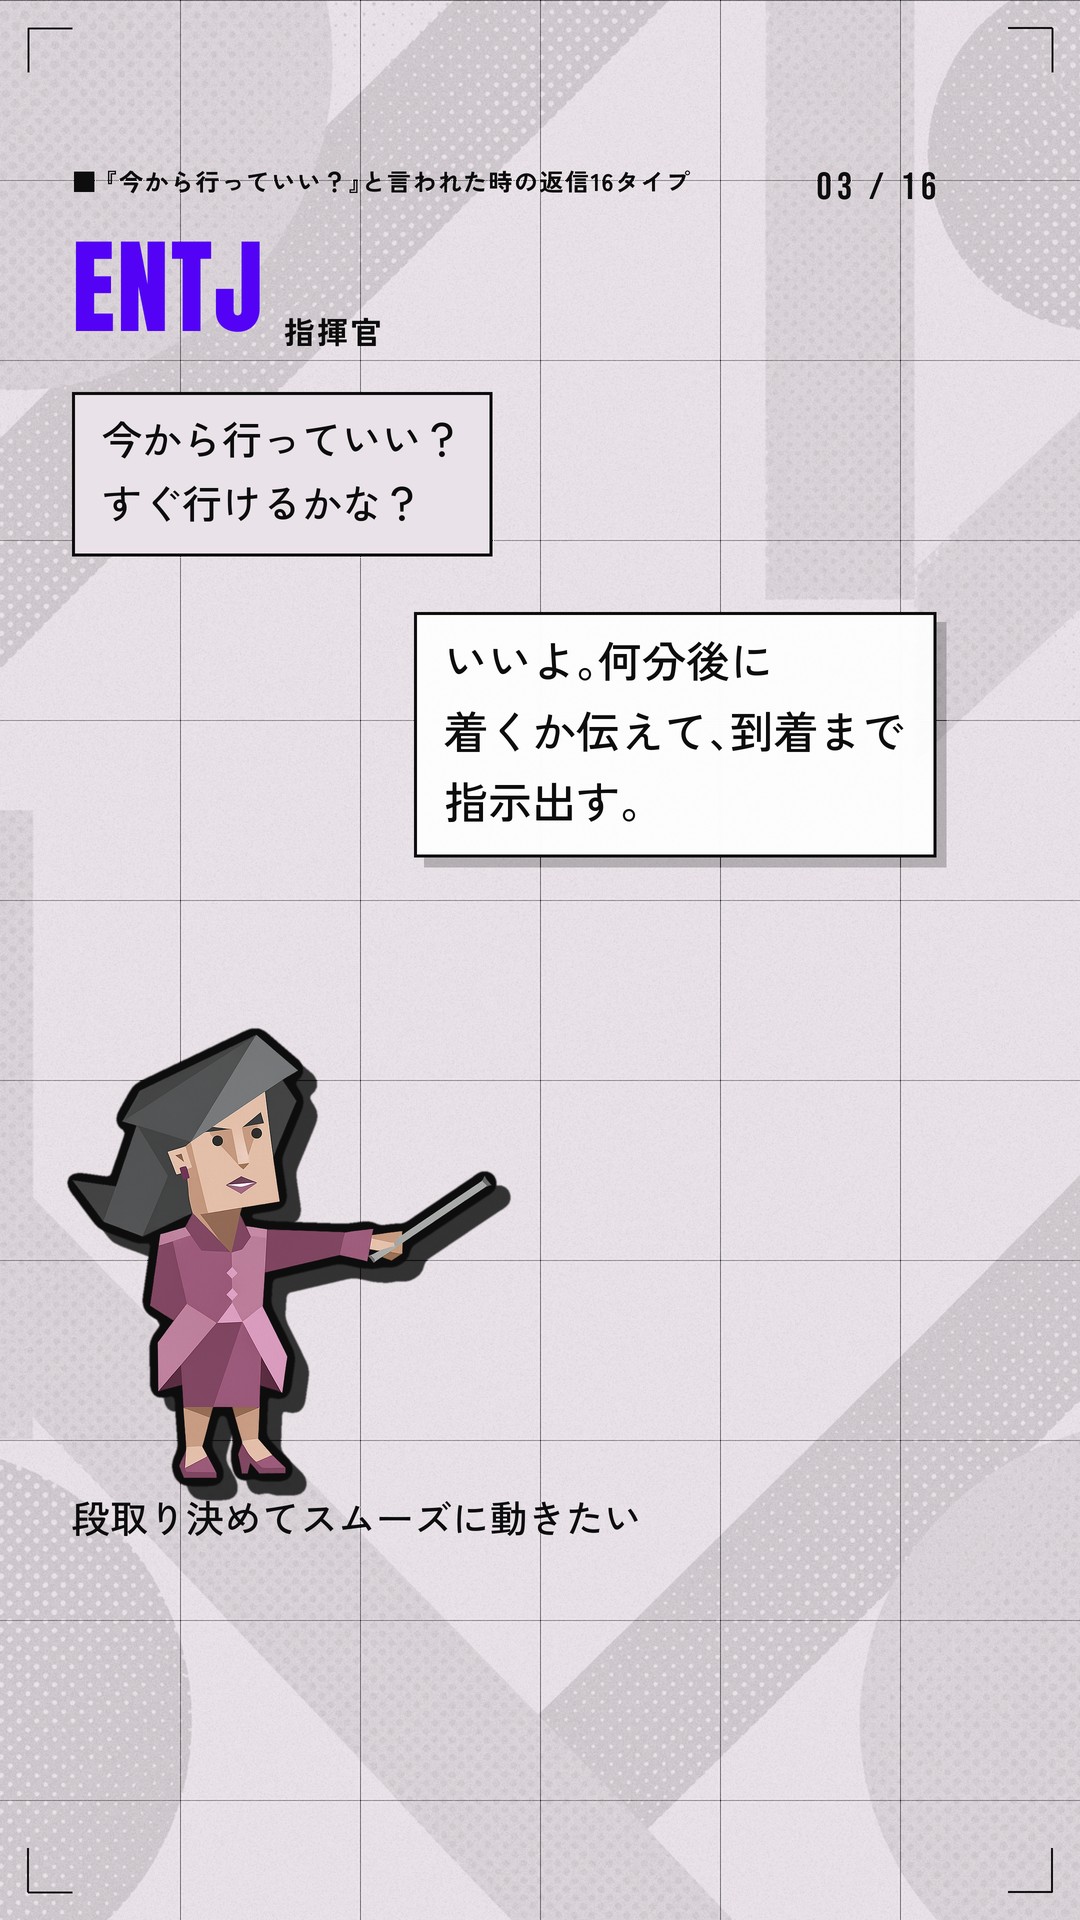 ■『今から行っていい？』と言われた時の返信16タイプ
03 / 16
ENTJ
指揮官
今から行っていい？
すぐ行けるかな？
いいよ。何分後に
着くか伝えて、到着まで
指示出す。
段取り決めてスムーズに動きたい